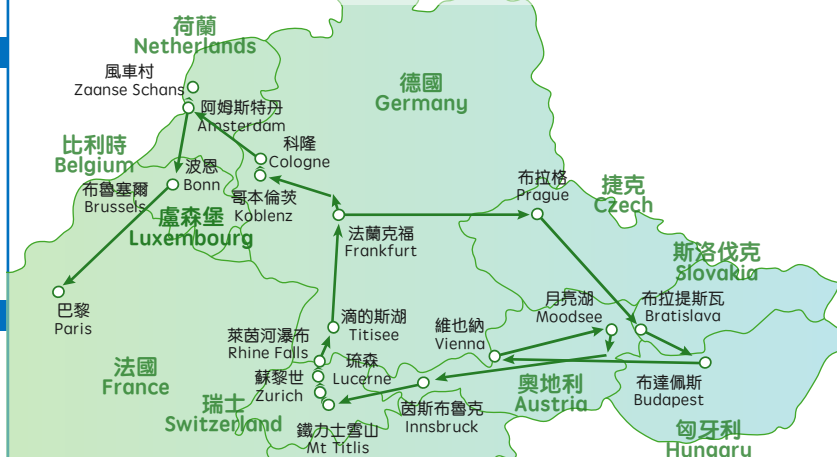 荷蘭
Netherlands
風車村
Zaanse Schans
阿姆斯特丹
Amsterdam
德國
Germany
比利時
Belgium
科隆
Cologne
波恩
Bonn
布魯塞爾
Brussels
哥本倫茨
Koblenz
盧森堡
Luxembourg
法蘭克福
Frankfurt
布拉格
Prague
捷克
Czech
斯洛伐克
Slovakia
巴黎
Paris
滴的斯湖
Titisee
月亮湖
Moodsee
布拉提斯瓦
Bratislava
萊茵河瀑布
Rhine Falls
維也納
Vienna
法國
France
琉森
Lucerne
蘇黎世
Zurich
瑞士
Switzerland
茵斯布魯克
Innsbruck
奧地利
Austria
布達佩斯
Budapest
鐵力士雪山
Mt Titlis
匈牙利
Hungary